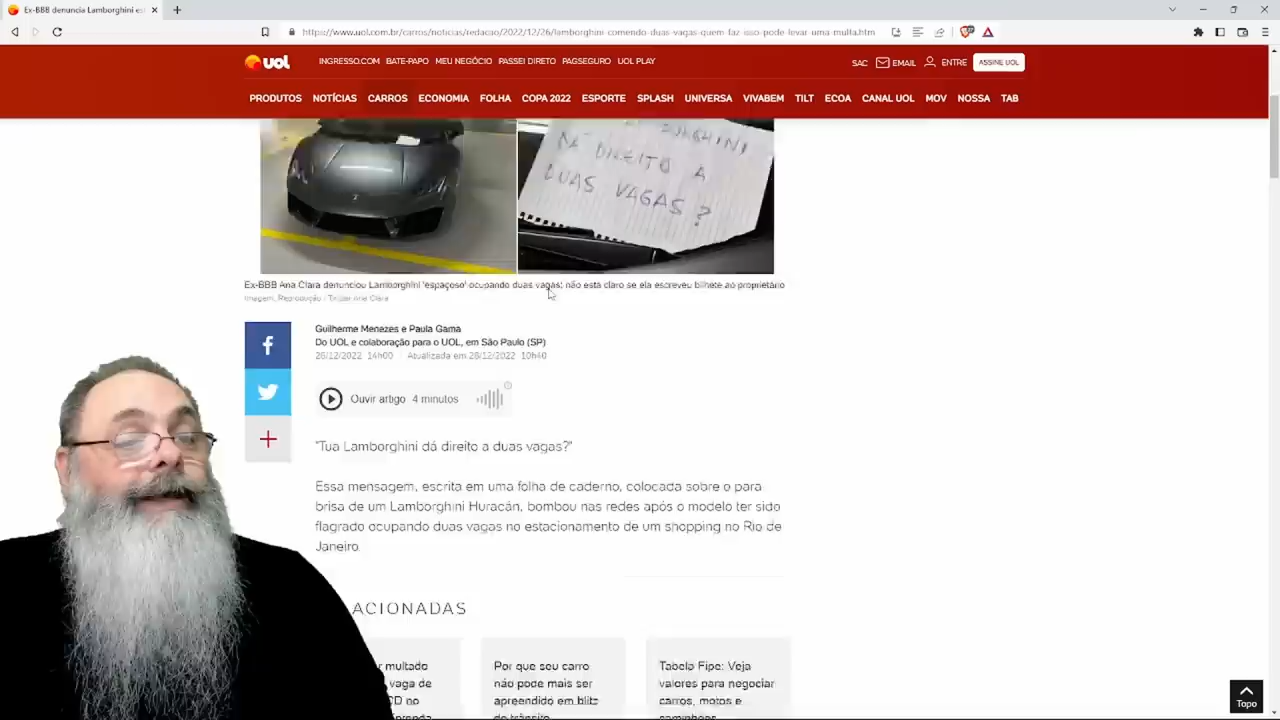 Ex-BBB denuncia Lamborghini es
https://www.uol.com.br/carros/noticias/redacao/2022/12/26/lamborghini-comendo-duas-vagas-quem-faz-isso-pode-levar-uma-multa.htm
UOL
INGRESSO.COM BATE-PAPO MEU NEGÓCIO PASSEI DIRETO PAGSEGURO UOL PLAY
SAC EMAIL ENTRE ASSINE UOL
PRODUTOS NOTÍCIAS CARROS ECONOMIA FOLHA COPA 2022 ESPORTE SPLASH UNIVERSA VIVABEM TILT ECOA CANAL UOL MOV NOSSA TAB
DÁ DIREITO A
DUAS VAGAS?
Ex-BBB Ana Clara denunciou Lamborghini 'espaçoso' ocupando duas vagas; não está claro se ela escreveu bilhete ao proprietário
Imagem: Reprodução / Twitter Ana Clara
Guilherme Menezes e Paula Gama
Do UOL e colaboração para o UOL, em São Paulo (SP)
26/12/2022 14h00 Atualizada em 28/12/2022 10h40
Ouvir artigo 4 minutos
"Tua Lamborghini dá direito a duas vagas?"
Essa mensagem, escrita em uma folha de caderno, colocada sobre o para
brisa de um Lamborghini Huracán, bombou nas redes após o modelo ter sido
flagrado ocupando duas vagas no estacionamento de um shopping no Rio de
Janeiro.
ACIONADAS
r multado
vaga de
CD no
Por que seu carro
não pode mais ser
apreendido em blitz
de trânsito
Tabela Fipe: Veja
valores para negociar
carros, motos e
caminhões
Topo